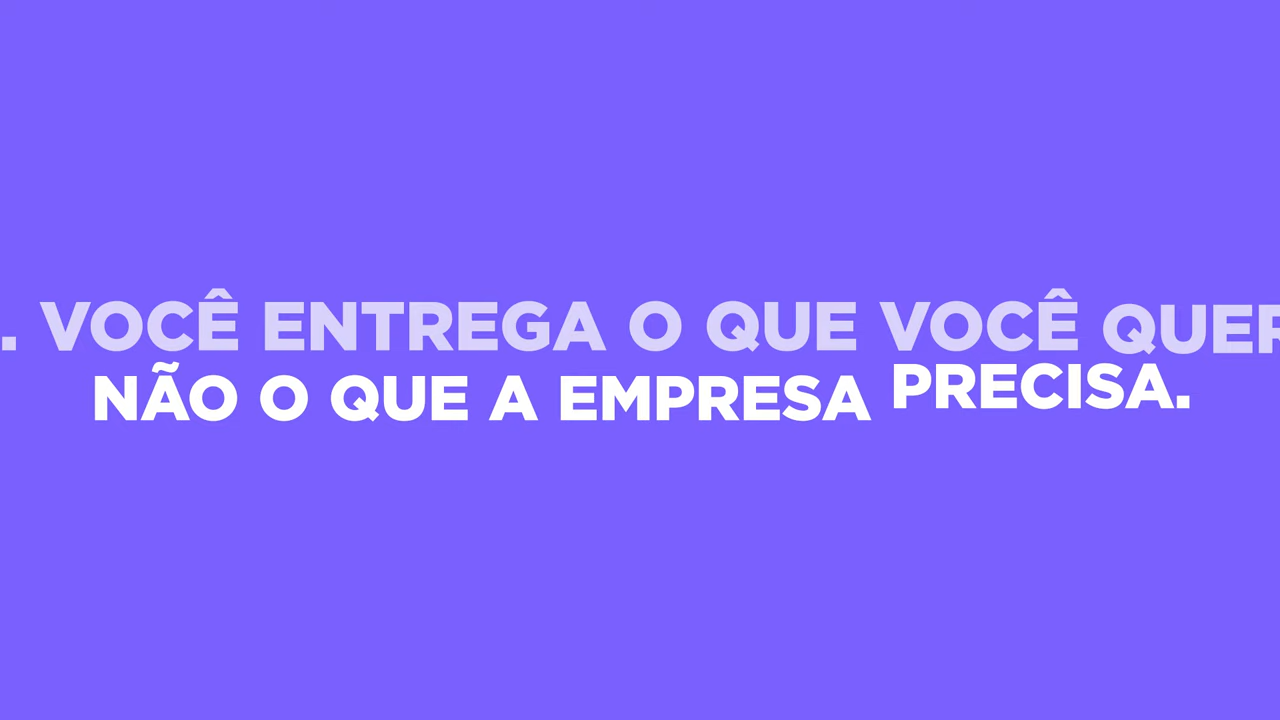 . VOCÊ ENTREGA O QUE VOCÊ QUER
NÃO O QUE A EMPRESA PRECISA.